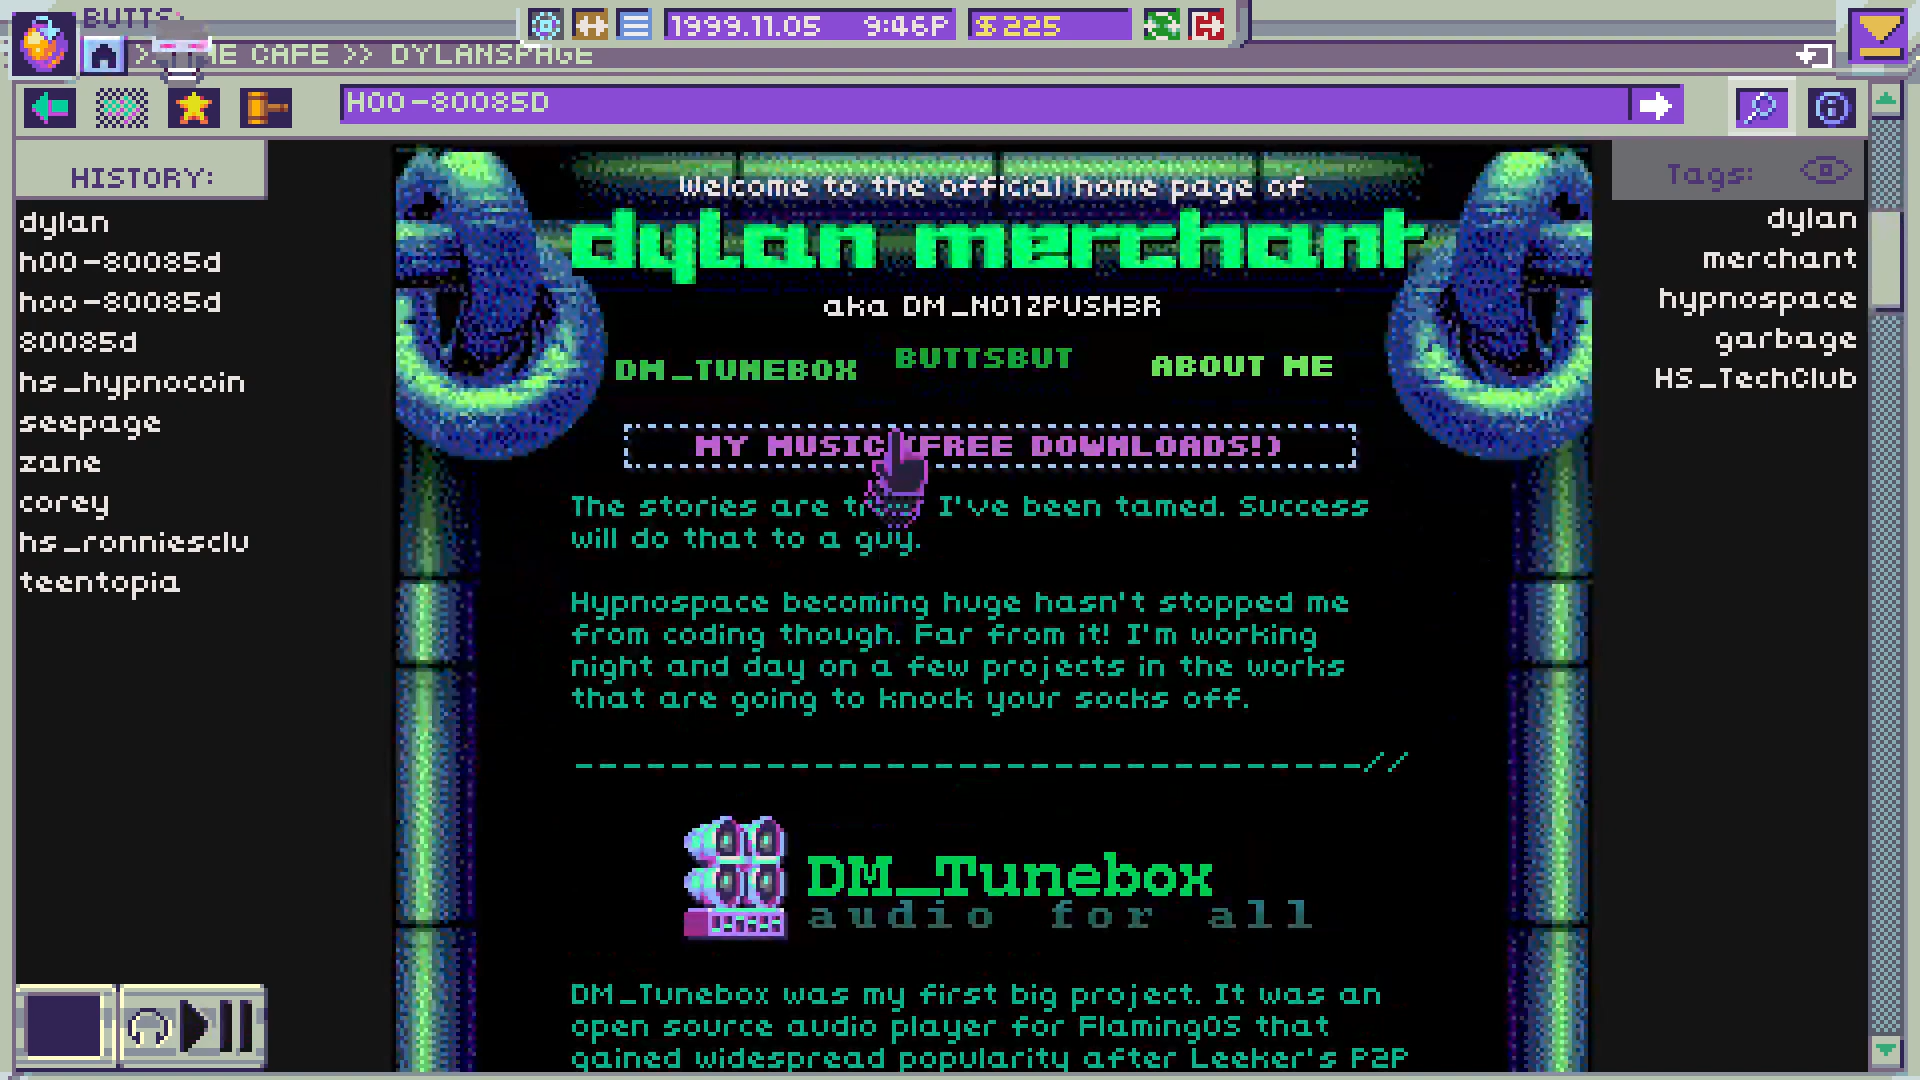 BUTTS:
1999.11.05 9:46P $225
HE CAFE >> DYLANSPAGE
H00-80085D
HISTORY:
dylan
h00-80085d
hoo-80085d
80085d
hs_hypnocoin
seepage
zane
corey
hs_ronniesclu
teentopia
Welcome to the official home page of
dylan merchant
aka DM_N01ZPUSH3R
DM_TUNEBOX BUTTSBUT ABOUT ME
MY MUSIC (FREE DOWNLOADS!)
The stories are I've been tamed. Success
will do that to a guy.
Hypnospace becoming huge hasn't stopped me
from coding though. Far from it! I'm working
night and day on a few projects in the works
that are going to knock your socks off.
----------------------------------//
DM_Tunebox
audio for all
DM_Tunebox was my first big project. It was an
open source audio player for FlamingOS that
gained widespread popularity after Leeker's P2P
Tags:
dylan
merchant
hypnospace
garbage
HS_TechClub